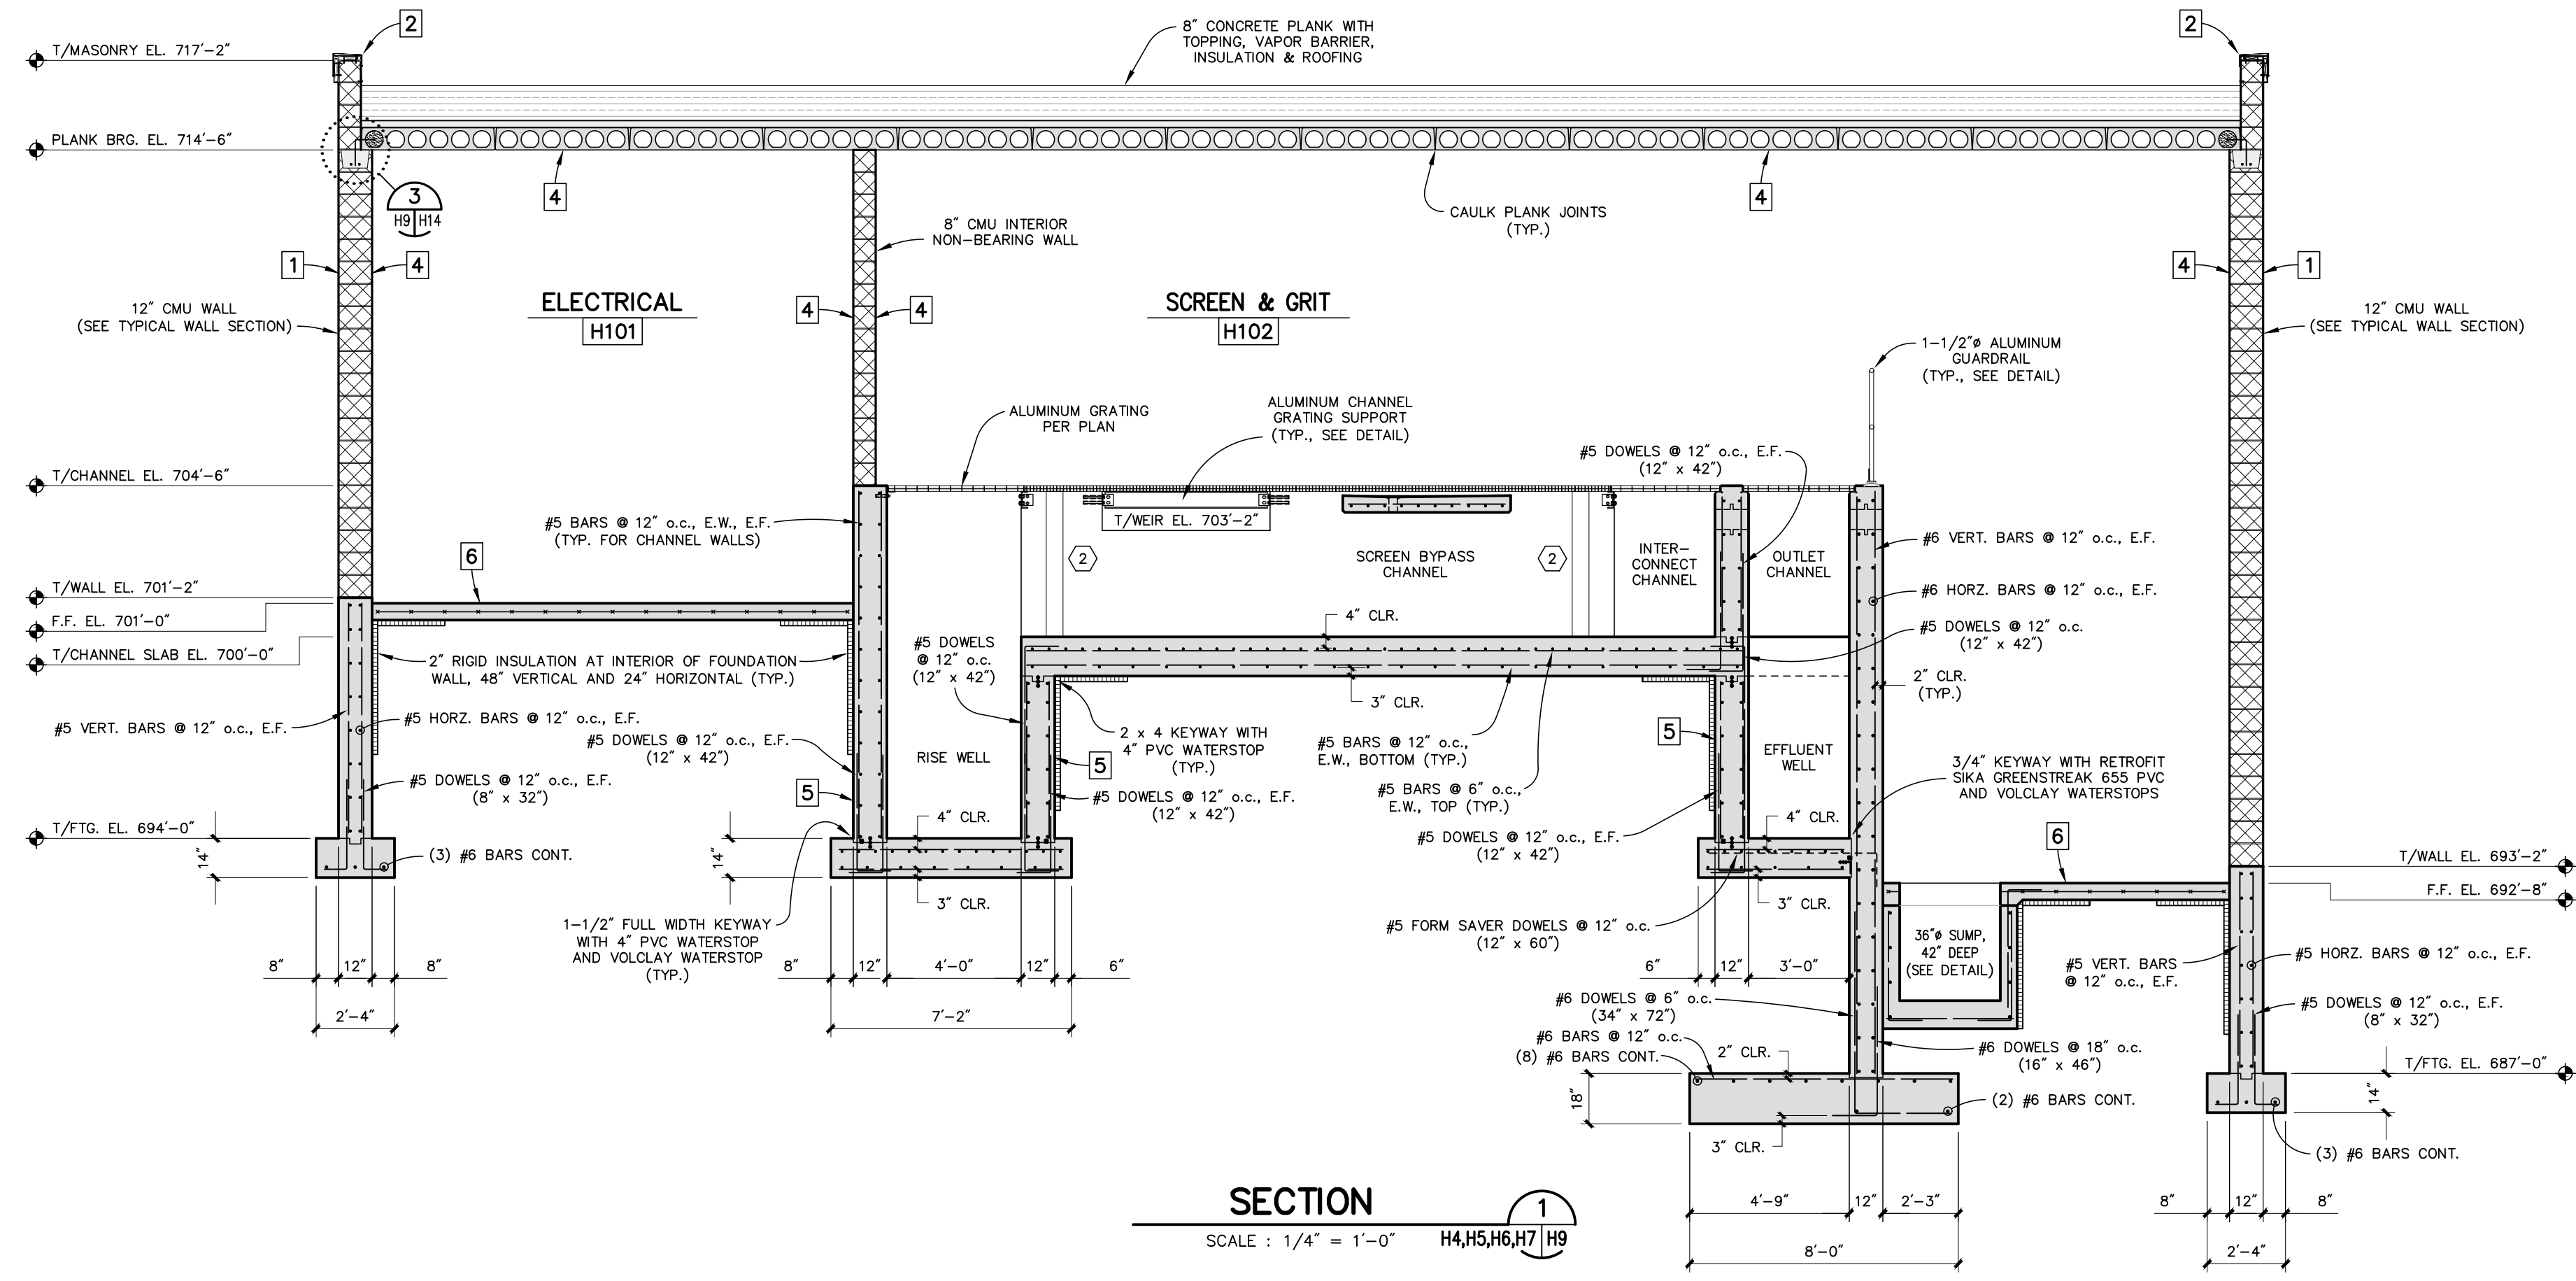 T/MASONRY EL. 717'-2"
2
8" CONCRETE PLANK WITH
TOPPING, VAPOR BARRIER,
INSULATION & ROOFING
2
PLANK BRG. EL. 714'-6"
3
H9 H14
4
8" CMU INTERIOR
NON-BEARING WALL
CAULK PLANK JOINTS
(TYP.)
4
1
4
4
1
12" CMU WALL
(SEE TYPICAL WALL SECTION)
ELECTRICAL
H101
4
4
SCREEN & GRIT
H102
12" CMU WALL
(SEE TYPICAL WALL SECTION)
1-1/2"ø ALUMINUM
GUARDRAIL
(TYP., SEE DETAIL)
ALUMINUM GRATING
PER PLAN
ALUMINUM CHANNEL
GRATING SUPPORT
(TYP., SEE DETAIL)
#5 DOWELS @ 12" o.c., E.F.
(12" x 42")
T/CHANNEL EL. 704'-6"
#5 BARS @ 12" o.c., E.W., E.F.
(TYP. FOR CHANNEL WALLS)
T/WEIR EL. 703'-2"
6
2
SCREEN BYPASS
CHANNEL
2
INTER-
CONNECT
CHANNEL
OUTLET
CHANNEL
#6 VERT. BARS @ 12" o.c., E.F.
#6 HORZ. BARS @ 12" o.c., E.F.
T/WALL EL. 701'-2"
F.F. EL. 701'-0"
T/CHANNEL SLAB EL. 700'-0"
4" CLR.
#5 DOWELS @ 12" o.c.
(12" x 42")
2" RIGID INSULATION AT INTERIOR OF FOUNDATION
WALL, 48" VERTICAL AND 24" HORIZONTAL (TYP.)
#5 DOWELS
@ 12" o.c.
(12" x 42")
2" CLR.
(TYP.)
3" CLR.
#5 VERT. BARS @ 12" o.c., E.F.
#5 HORZ. BARS @ 12" o.c., E.F.
#5 DOWELS @ 12" o.c., E.F.
(12" x 42")
RISE WELL
2 x 4 KEYWAY WITH
4" PVC WATERSTOP
(TYP.)
5
#5 BARS @ 12" o.c.,
E.W., BOTTOM (TYP.)
5
EFFLUENT
WELL
3/4" KEYWAY WITH RETROFIT
SIKA GREENSTREAK 655 PVC
AND VOLCLAY WATERSTOPS
#5 DOWELS @ 12" o.c., E.F.
(8" x 32")
5
#5 DOWELS @ 12" o.c., E.F.
(12" x 42")
#5 BARS @ 6" o.c.,
E.W., TOP (TYP.)
T/FTG. EL. 694'-0"
4" CLR.
4" CLR.
#5 DOWELS @ 12" o.c., E.F.
(12" x 42")
6
14"
(3) #6 BARS CONT.
14"
T/WALL EL. 693'-2"
F.F. EL. 692'-8"
3" CLR.
3" CLR.
1-1/2" FULL WIDTH KEYWAY
WITH 4" PVC WATERSTOP
AND VOLCLAY WATERSTOP
(TYP.)
#5 FORM SAVER DOWELS @ 12" o.c.
(12" x 60")
36"ø SUMP,
42" DEEP
(SEE DETAIL)
#5 VERT. BARS
@ 12" o.c., E.F.
#5 HORZ. BARS @ 12" o.c., E.F.
8" 12" 8"
8" 12" 4'-0" 12" 6"
6" 12" 3'-0"
#6 DOWELS @ 6" o.c.
(34" x 72")
#5 DOWELS @ 12" o.c., E.F.
(8" x 32")
2'-4"
7'-2"
#6 BARS @ 12" o.c.
(8) #6 BARS CONT.
2" CLR.
#6 DOWELS @ 18" o.c.
(16" x 46")
T/FTG. EL. 687'-0"
18"
(2) #6 BARS CONT.
14"
3" CLR.
(3) #6 BARS CONT.
4'-9" 12" 2'-3"
8" 12" 8"
8'-0"
2'-4"
SECTION
1
SCALE : 1/4" = 1'-0"
H4,H5,H6,H7 H9